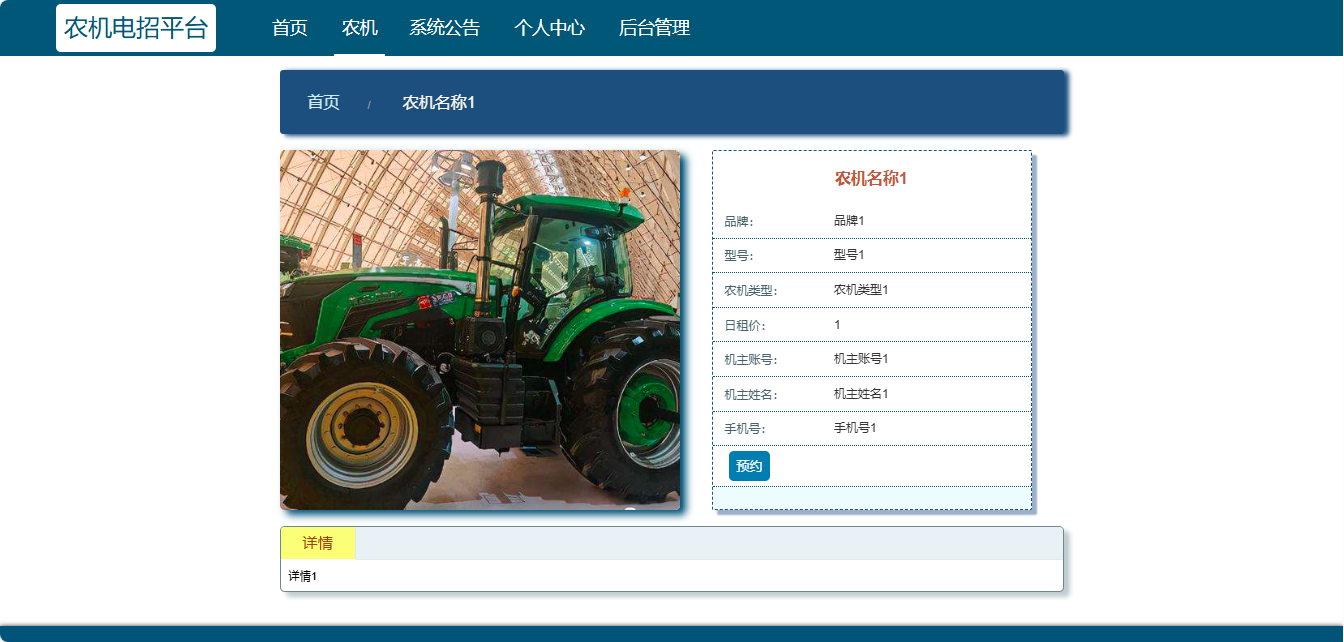 农机电招平台 首页 农机 系统公告 个人中心 后台管理
首页 / 农机名称1
农机名称1
品牌: 品牌1
型号: 型号1
农机类型: 农机类型1
日租价: 1
机主账号: 机主账号1
机主姓名: 机主姓名1
手机号: 手机号1
预约
详情
详情1